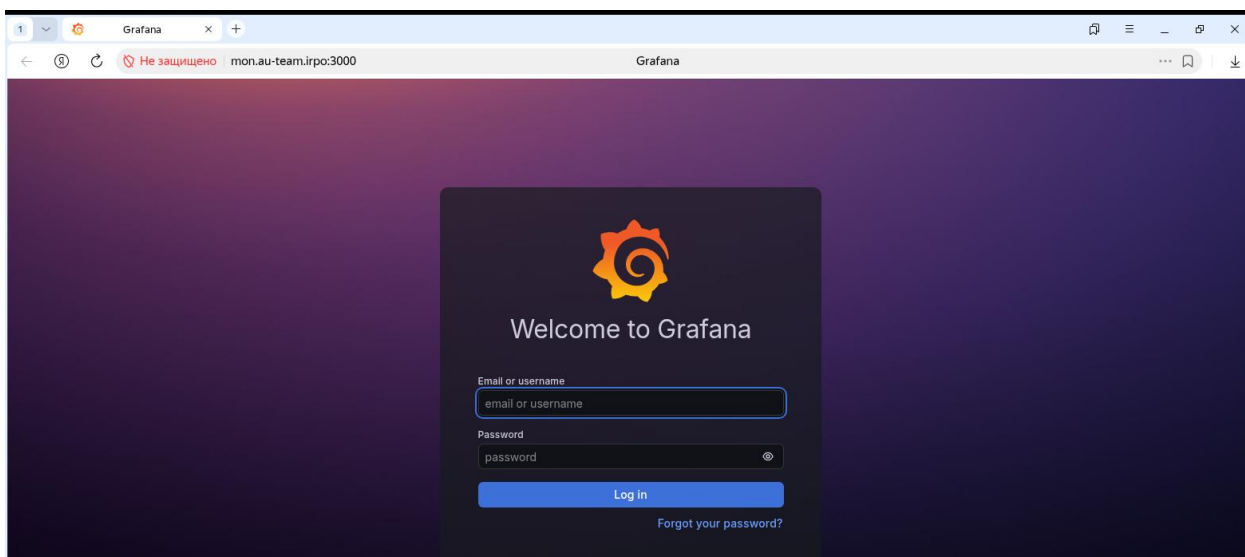 1 Grafana
Я Не защищено mon.au-team.irpo:3000 Grafana
Welcome to Grafana
Email or username
email or username
Password
password
Log in
Forgot your password?